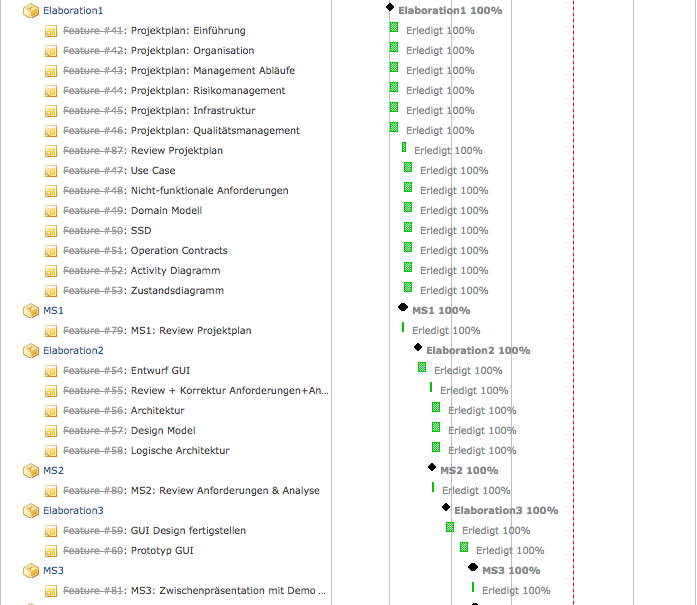 Elaboration1 Elaboration1 100%
Feature #41: Projektplan: Einführung Erledigt 100%
Feature #42: Projektplan: Organisation Erledigt 100%
Feature #43: Projektplan: Management Abläufe Erledigt 100%
Feature #44: Projektplan: Risikomanagement Erledigt 100%
Feature #45: Projektplan: Infrastruktur Erledigt 100%
Feature #46: Projektplan: Qualitätsmanagement Erledigt 100%
Feature #87: Review Projektplan Erledigt 100%
Feature #47: Use Case Erledigt 100%
Feature #48: Nicht-funktionale Anforderungen Erledigt 100%
Feature #49: Domain Modell Erledigt 100%
Feature #50: SSD Erledigt 100%
Feature #51: Operation Contracts Erledigt 100%
Feature #52: Activity Diagramm Erledigt 100%
Feature #53: Zustandsdiagramm Erledigt 100%
MS1 MS1 100%
Feature #79: MS1: Review Projektplan Erledigt 100%
Elaboration2 Elaboration2 100%
Feature #54: Entwurf GUI Erledigt 100%
Feature #55: Review + Korrektur Anforderungen+An... Erledigt 100%
Feature #56: Architektur Erledigt 100%
Feature #57: Design Model Erledigt 100%
Feature #58: Logische Architektur Erledigt 100%
MS2 MS2 100%
Feature #80: MS2: Review Anforderungen & Analyse Erledigt 100%
Elaboration3 Elaboration3 100%
Feature #59: GUI Design fertigstellen Erledigt 100%
Feature #60: Prototyp GUI Erledigt 100%
MS3 MS3 100%
Feature #81: MS3: Zwischenpräsentation mit Demo ... Erledigt 100%